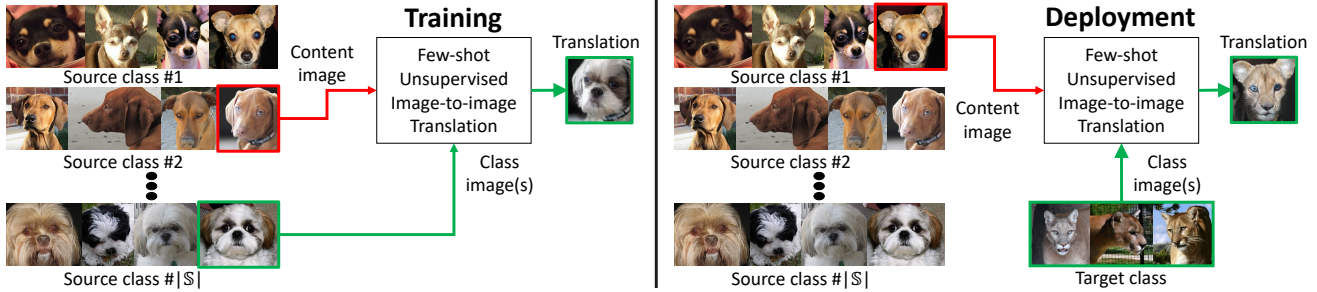 Training
Source class #1
Content
image
Few-shot
Unsupervised
Image-to-image
Translation
Translation
Source class #2
Class
image(s)
Source class #|𝕊|
Deployment
Source class #1
Content
image
Few-shot
Unsupervised
Image-to-image
Translation
Translation
Source class #2
Class
image(s)
Source class #|𝕊|
Target class